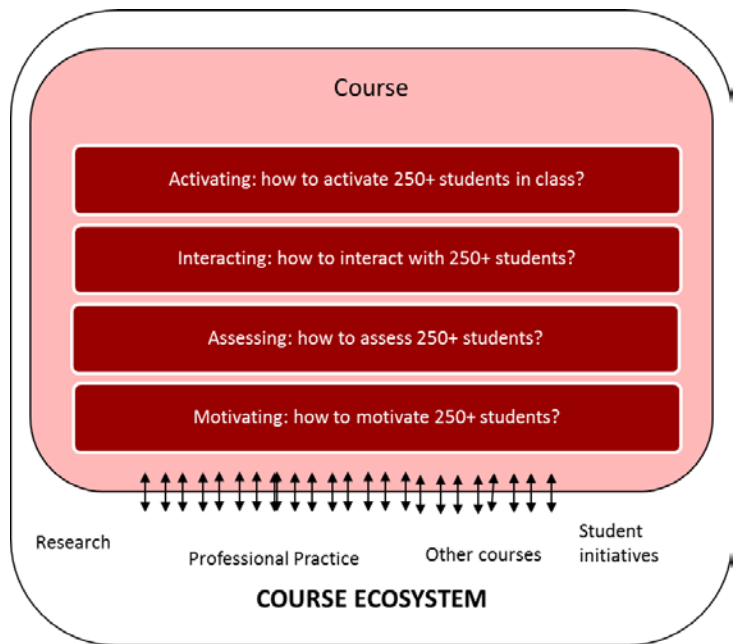 Course
Activating: how to activate 250+ students in class?
Interacting: how to interact with 250+ students?
Assessing: how to assess 250+ students?
Motivating: how to motivate 250+ students?
Research
Professional Practice
Other courses
Student
initiatives
COURSE ECOSYSTEM